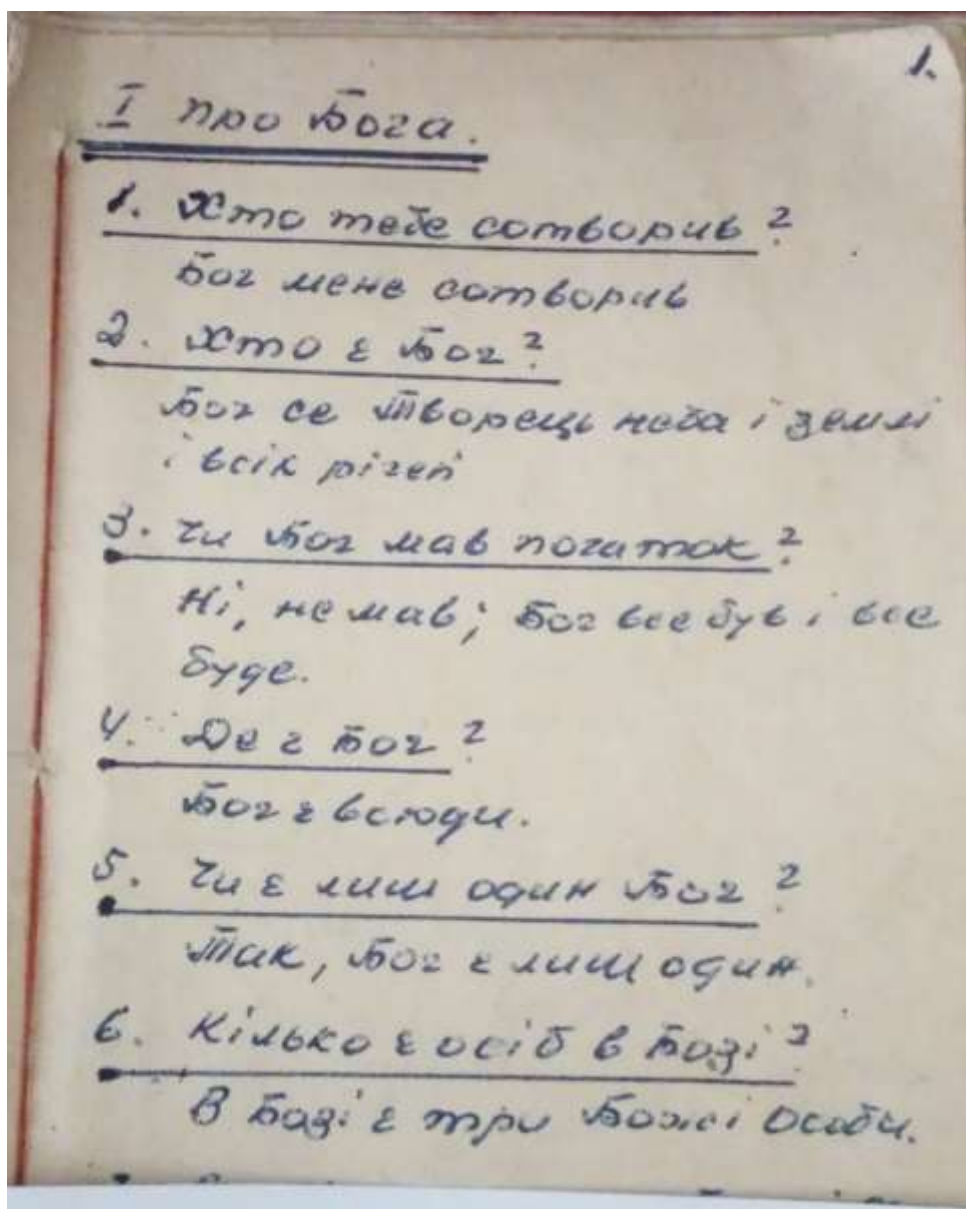 1.
I Про Бога.
1. Хто тебе сотворив?
Бог мене сотворив
2. Хто є Бог?
Бог се Творець неба і землі
і всіх річей
3. Чи Бог мав початок?
Ні, не мав; Бог все був і все
буде.
4. Де є Бог?
Бог є всюди.
5. Чи є лиш один Бог?
Так, Бог є лиш один.
6. Кілько є осіб в Бозі?
В Бозі є три Божі Особи.